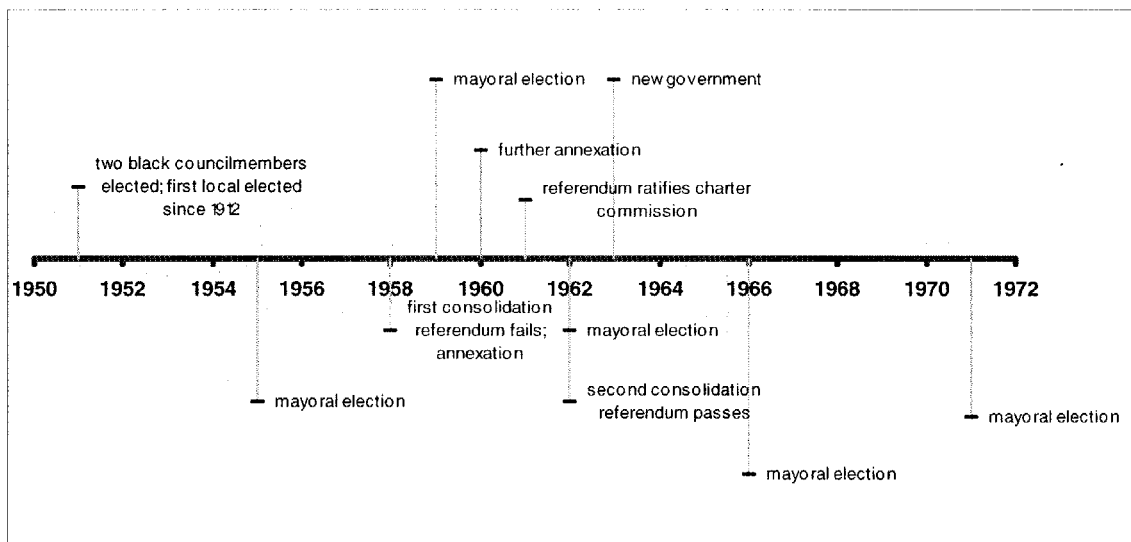 mayoral election
new government
further annexation
two black councilmembers
elected; first local elected
since 1912
referendum ratifies charter
commission
1950 1952 1954 1956 1958 1960 1962 1964 1966 1968 1970 1972
first consolidation
referendum fails;
annexation
mayoral election
mayoral election
second consolidation
referendum passes
mayoral election
mayoral election
mayoral election